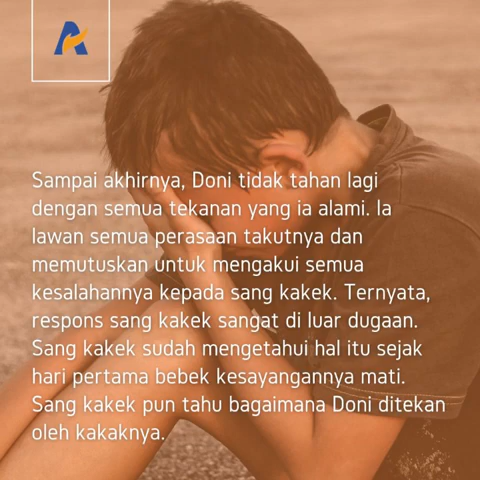 Sampai akhirnya, Doni tidak tahan lagi
dengan semua tekanan yang ia alami. Ia
lawan semua perasaan takutnya dan
memutuskan untuk mengakui semua
kesalahannya kepada sang kakek. Ternyata,
respons sang kakek sangat di luar dugaan.
Sang kakek sudah mengetahui hal itu sejak
hari pertama bebek kesayangannya mati.
Sang kakek pun tahu bagaimana Doni ditekan
oleh kakaknya.